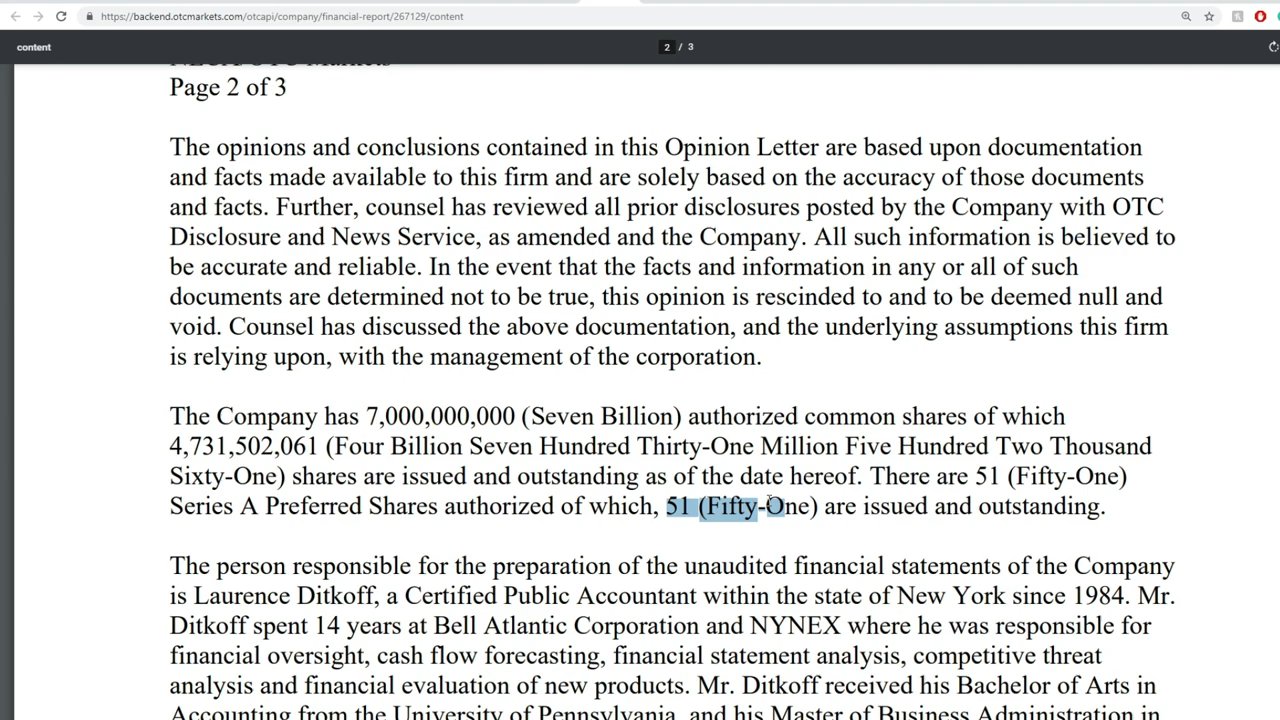 https://backend.otcmarkets.com/otcapi/company/financial-report/267129/content
content
2 / 3
Page 2 of 3
The opinions and conclusions contained in this Opinion Letter are based upon documentation
and facts made available to this firm and are solely based on the accuracy of those documents
and facts. Further, counsel has reviewed all prior disclosures posted by the Company with OTC
Disclosure and News Service, as amended and the Company. All such information is believed to
be accurate and reliable. In the event that the facts and information in any or all of such
documents are determined not to be true, this opinion is rescinded to and to be deemed null and
void. Counsel has discussed the above documentation, and the underlying assumptions this firm
is relying upon, with the management of the corporation.
The Company has 7,000,000,000 (Seven Billion) authorized common shares of which
4,731,502,061 (Four Billion Seven Hundred Thirty-One Million Five Hundred Two Thousand
Sixty-One) shares are issued and outstanding as of the date hereof. There are 51 (Fifty-One)
Series A Preferred Shares authorized of which, 51 (Fifty-One) are issued and outstanding.
The person responsible for the preparation of the unaudited financial statements of the Company
is Laurence Ditkoff, a Certified Public Accountant within the state of New York since 1984. Mr.
Ditkoff spent 14 years at Bell Atlantic Corporation and NYNEX where he was responsible for
financial oversight, cash flow forecasting, financial statement analysis, competitive threat
analysis and financial evaluation of new products. Mr. Ditkoff received his Bachelor of Arts in
Accounting from the University of Pennsylvania, and his Master of Business Administration in